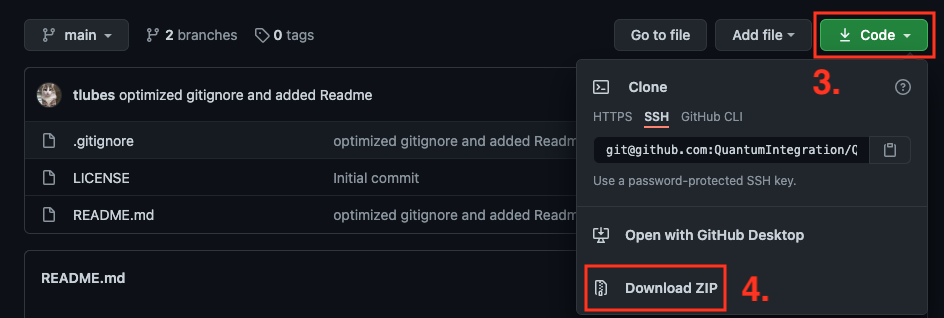 main
2 branches
0 tags
Go to file
Add file
Code
3.
tlubes optimized gitignore and added Readme
.gitignore
optimized gitignore and added Readm
LICENSE
Initial commit
README.md
optimized gitignore and added Readm
README.md
Clone
HTTPS SSH GitHub CLI
git@github.com:QuantumIntegration/Q
Use a password-protected SSH key.
Open with GitHub Desktop
Download ZIP
4.